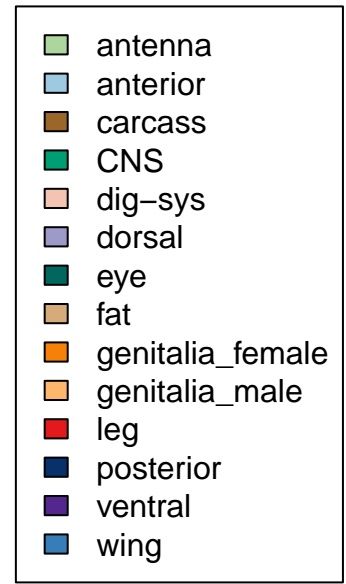 antenna
anterior
carcass
CNS
dig−sys
dorsal
eye
fat
genitalia_female
genitalia_male
leg
posterior
ventral
wing